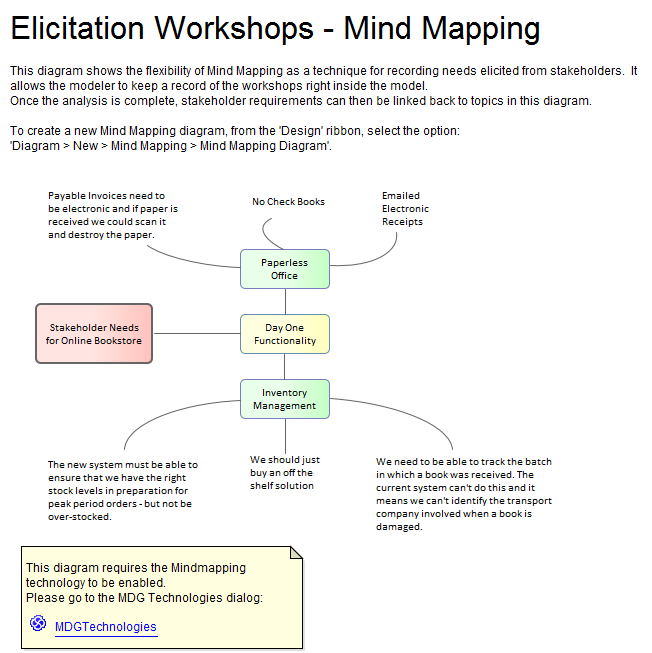 Elicitation Workshops - Mind Mapping
This diagram shows the flexibility of Mind Mapping as a technique for recording needs elicited from stakeholders.  It
allows the modeler to keep a record of the workshops right inside the model.
Once the analysis is complete, stakeholder requirements can then be linked back to topics in this diagram.
To create a new Mind Mapping diagram, from the 'Design' ribbon, select the option:
'Diagram > New > Mind Mapping > Mind Mapping Diagram'.
Payable Invoices need to
be electronic and if paper is
received we could scan it
and destroy the paper.
No Check Books
Emailed
Electronic
Receipts
Paperless
Office
Stakeholder Needs
for Online Bookstore
Day One
Functionality
Inventory
Management
The new system must be able to
ensure that we have the right
stock levels in preparation for
peak period orders - but not be
over-stocked.
We should just
buy an off the
shelf solution
We need to be able to track the batch
in which a book was received. The
current system can't do this and it
means we can't identify the transport
company involved when a book is
damaged.
This diagram requires the Mindmapping
technology to be enabled.
Please go to the MDG Technologies dialog:
MDGTechnologies